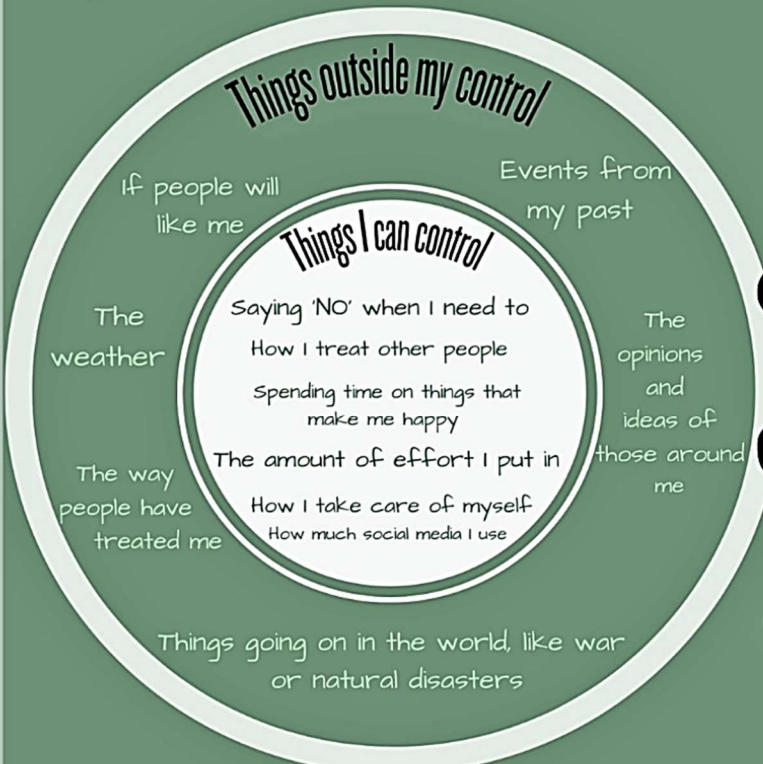 Things outside my control
If people will
like me
Events from
my past
The
weather
The
opinions
and
ideas of
those around
me
The way
people have
treated me
Things going on in the world, like war
or natural disasters
Things I can control
Saying 'NO' when I need to
How I treat other people
Spending time on things that
make me happy
The amount of effort I put in
How I take care of myself
How much social media I use